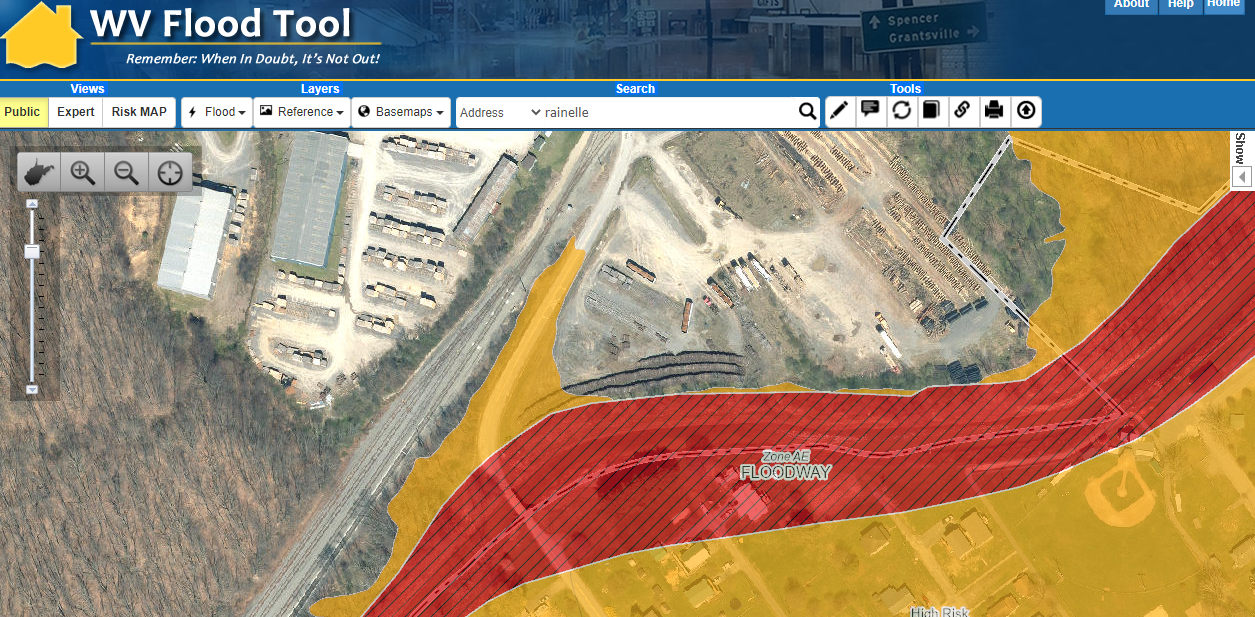 WV Flood Tool
Remember: When In Doubt, It's Not Out!
GIFTS
Spencer
Grantsville
About Help Home
Views Layers Search Tools
Public Expert Risk MAP Flood Reference Basemaps Address rainelle
Show
Zone AE
FLOODWAY
High Risk